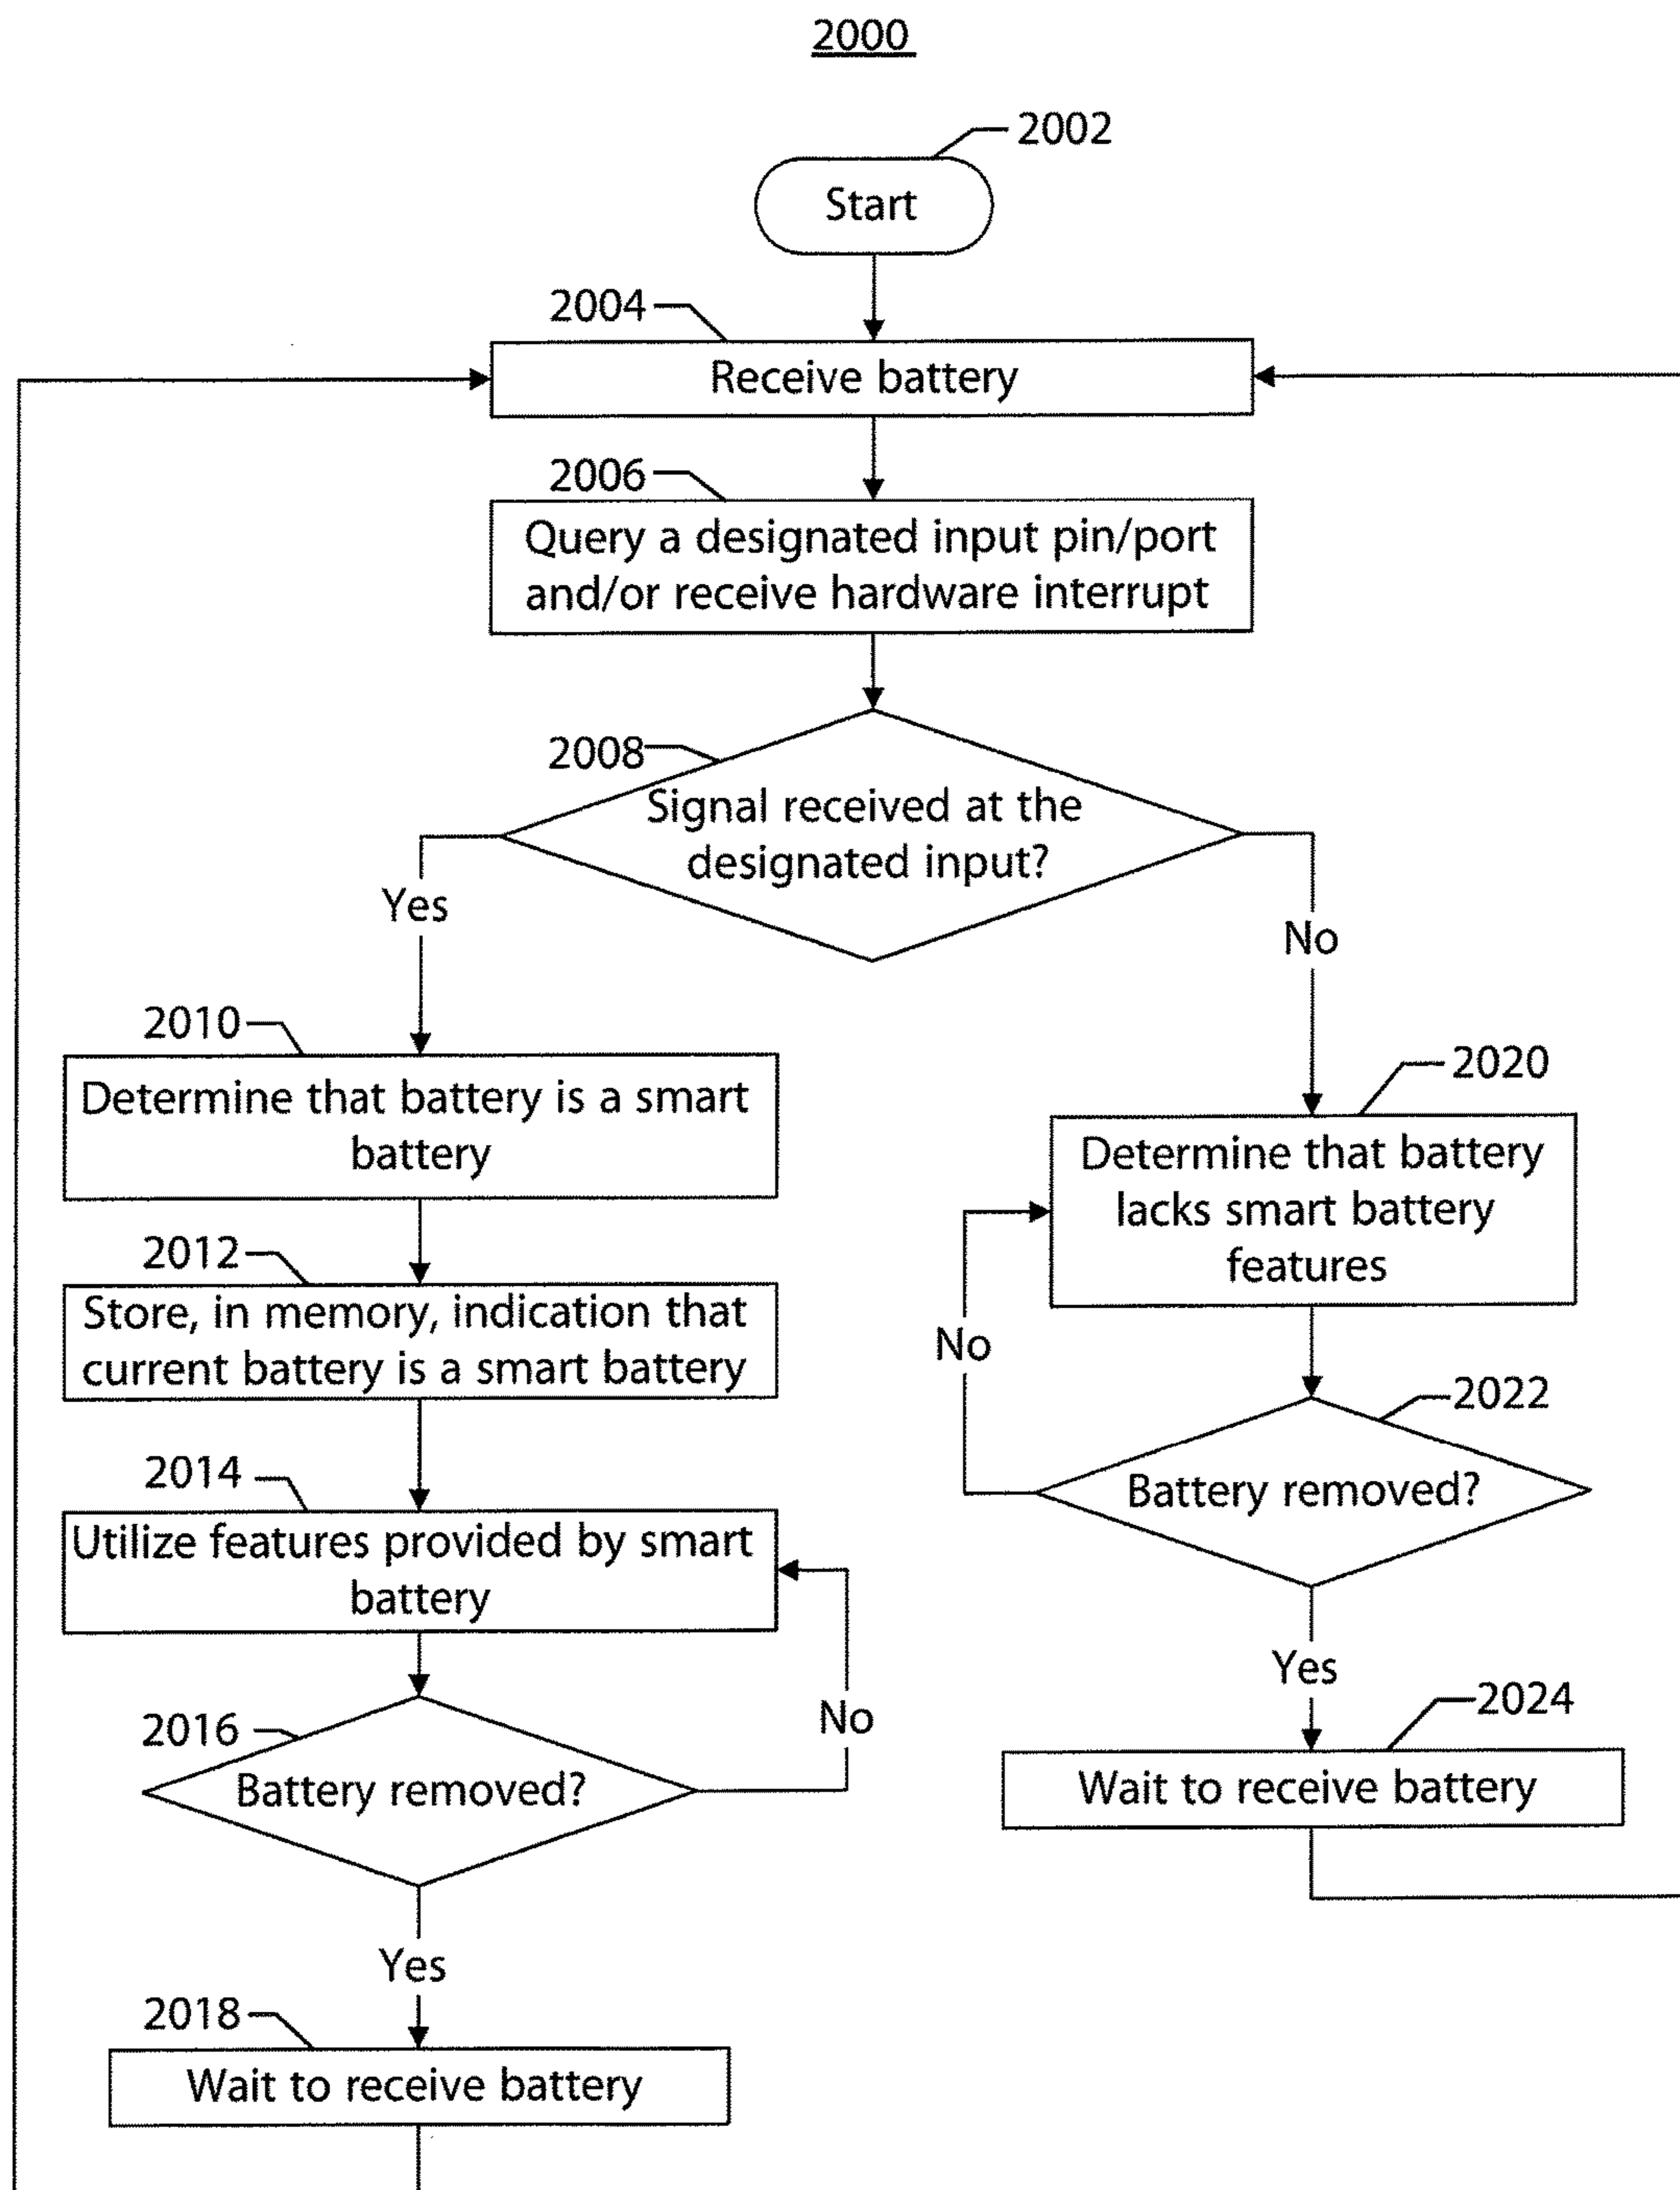 2000
2002
Start
2004
Receive battery
2006
Query a designated input pin/port
and/or receive hardware interrupt
2008
Signal received at the
designated input?
Yes
No
2010
Determine that battery is a smart
battery
2020
Determine that battery
lacks smart battery
features
2012
Store, in memory, indication that
current battery is a smart battery
No
2022
Battery removed?
2014
Utilize features provided by smart
battery
Yes
2016
Battery removed?
No
2024
Wait to receive battery
Yes
2018
Wait to receive battery